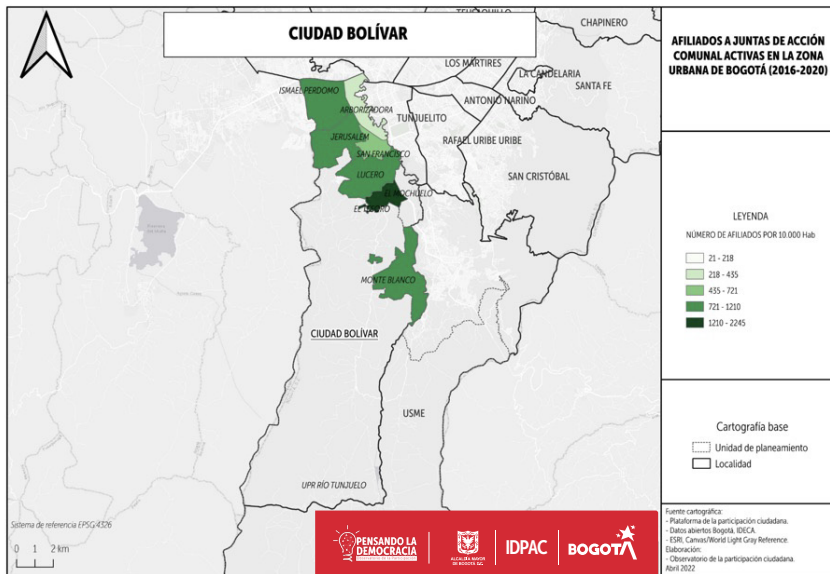 CIUDAD BOLÍVAR
AFILIADOS A JUNTAS DE ACCIÓN
COMUNAL ACTIVAS EN LA ZONA
URBANA DE BOGOTÁ (2016-2020)
CHAPINERO
LOS MÁRTIRES
LA CANDELARIA
SANTA FE
ISMAEL PERDOMO
ANTONIO NARIÑO
ARBORIZADORA
TUNJUELITO
JERUSALÉM
RAFAEL URIBE URIBE
SAN FRANCISCO
LUCERO
SAN CRISTÓBAL
EL MOCHUELO
EL TESORO
MONTE BLANCO
CIUDAD BOLÍVAR
USME
UPR RÍO TUNJUELO
LEYENDA
NÚMERO DE AFILIADOS POR 10.000 Hab
21 - 218
218 - 435
435 - 721
721 - 1210
1210 - 2245
Cartografía base
Unidad de planeamiento
Localidad
Sistema de referencia EPSG:4326
0 1 2 km
PENSANDO LA
DEMOCRACIA
ALCALDÍA MAYOR
DE BOGOTÁ D.C.
IDPAC
BOGOTÁ
Fuente cartográfica:
- Plataforma de la participación ciudadana.
- Datos abiertos Bogotá, IDECA.
- ESRI, Canvas/World Light Gray Reference.
Elaboración:
- Observatorio de la participación ciudadana.
Abril 2022